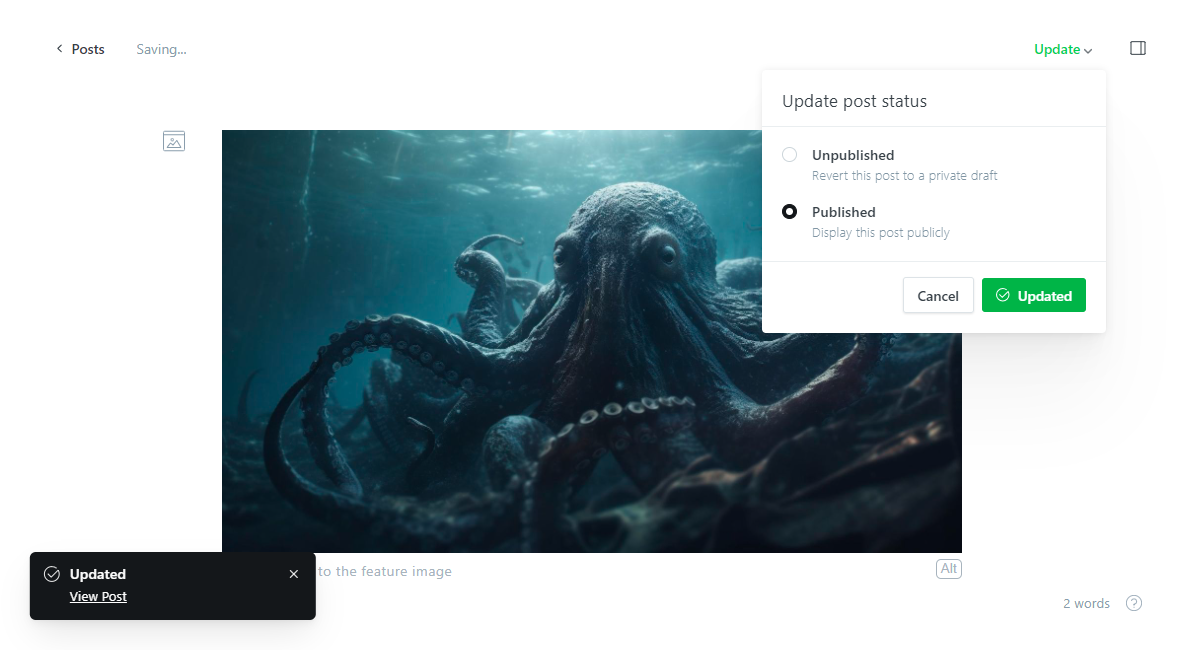 Posts
Saving...
Update
Update post status
Unpublished
Revert this post to a private draft
Published
Display this post publicly
Cancel
Updated
to the feature image
Alt
Updated
View Post
2 words
?